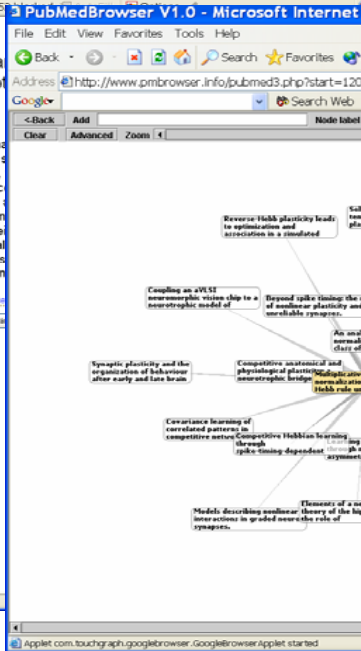 PubMedBrowser V1.0 - Microsoft Internet
File Edit View Favorites Tools Help
Back Search Favorites
Address http://www.pmbrowser.info/pubmed3.php?start=120
Google Search Web
<-Back Add Node label
Clear Advanced Zoom
Reverse Hebb plasticity leads
to optimization and
association in a simulated
Coupling an aVLSI
neuromorphic vision chip to a
neurotrophic model of
Beyond spike timing: the
of nonlinear plasticity and
unreliable synapses.
An
class of
Synaptic plasticity and the
organization of behaviour
after early and late brain
Competitive anatomical and
physiological plasticity
neurotrophic bridge
Multiplicative
normalization
Hebb rule
Covariance learning of
correlated patterns in
competitive
Competitive Hebbian learning
through
spike-timing-dependent
Models describing nonlinear
interactions in graded
synapses.
Elements of a
theory of the
the role of
Applet com.touchgraph.googlebrowser.GoogleBrowserApplet started